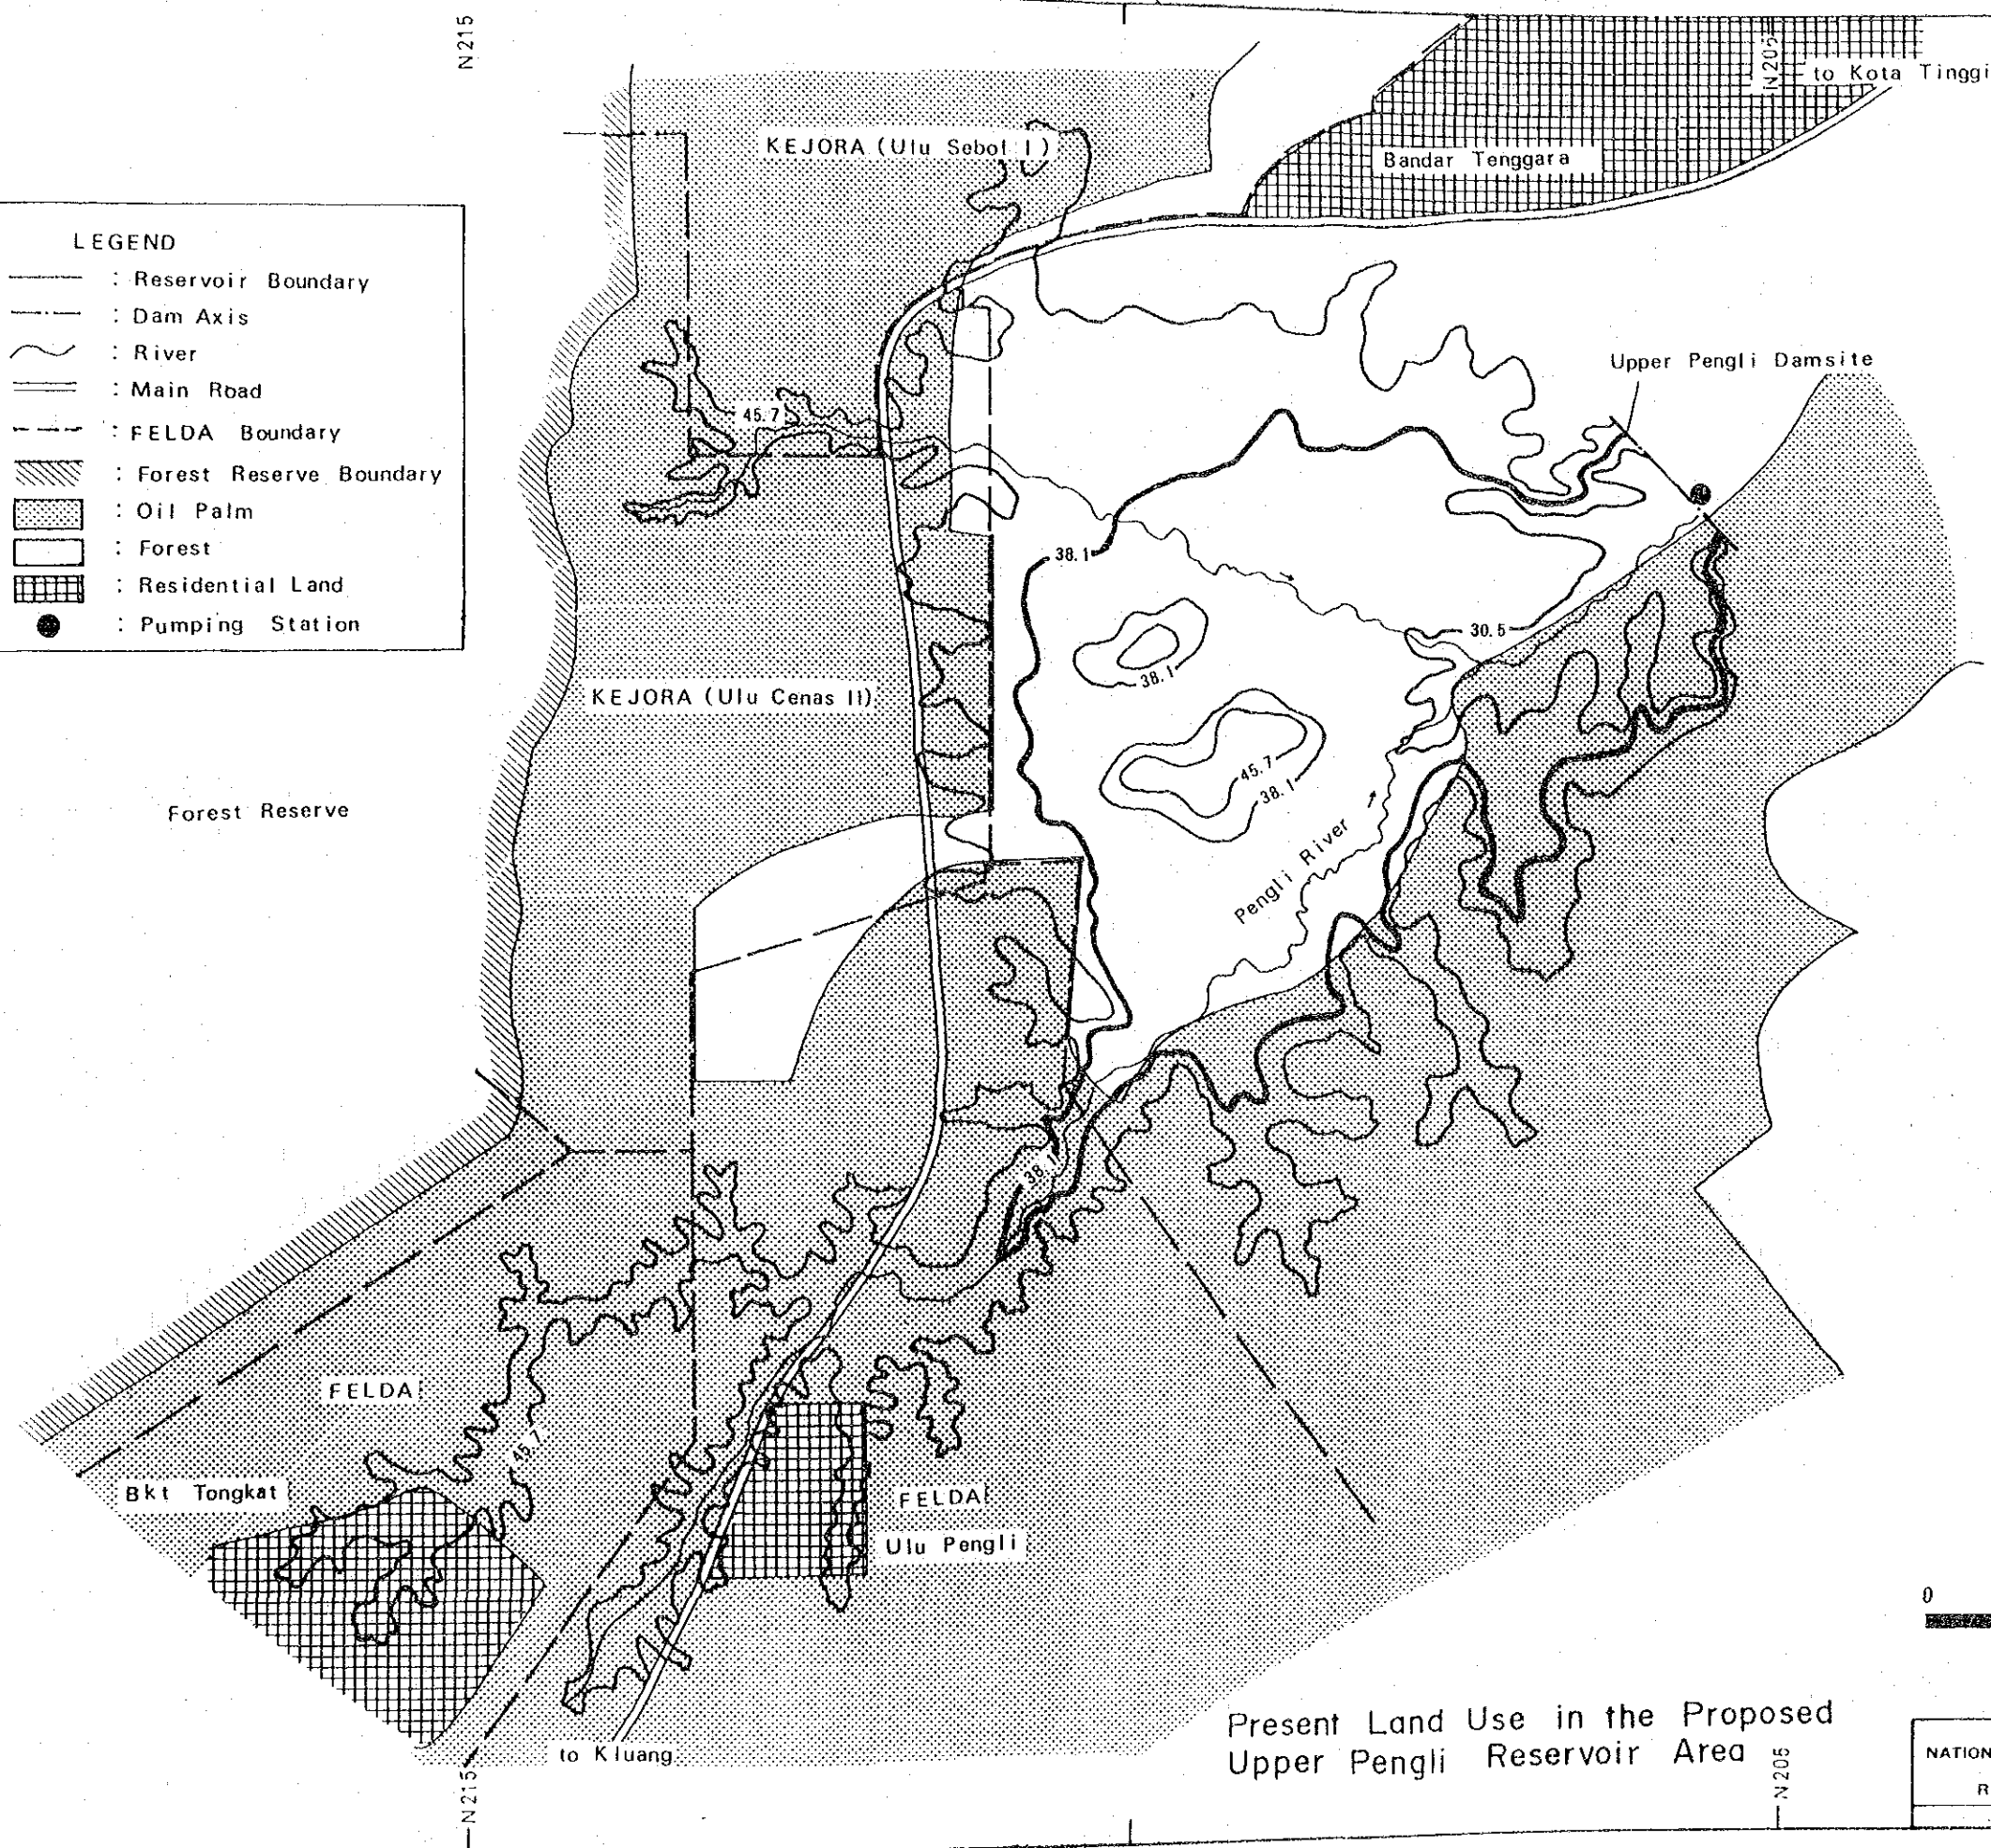 N215
N205
to Kota Tinggi
KEJORA (Ulu Sebol I)
Bandar Tenggara
LEGEND
: Reservoir Boundary
: Dam Axis
: River
: Main Road
: FELDA Boundary
: Forest Reserve Boundary
: Oil Palm
: Forest
: Residential Land
: Pumping Station
Upper Pengli Damsite
45.7
38.1
30.5
38.1
KEJORA (Ulu Cenas II)
45.7
38.1
Forest Reserve
Pengli River
38.1
FELDA
45.7
Bkt Tongkat
FELDA
Ulu Pengli
0
Present Land Use in the Proposed
Upper Pengli Reservoir Area
to Kluang
N215
N205
NATION
R